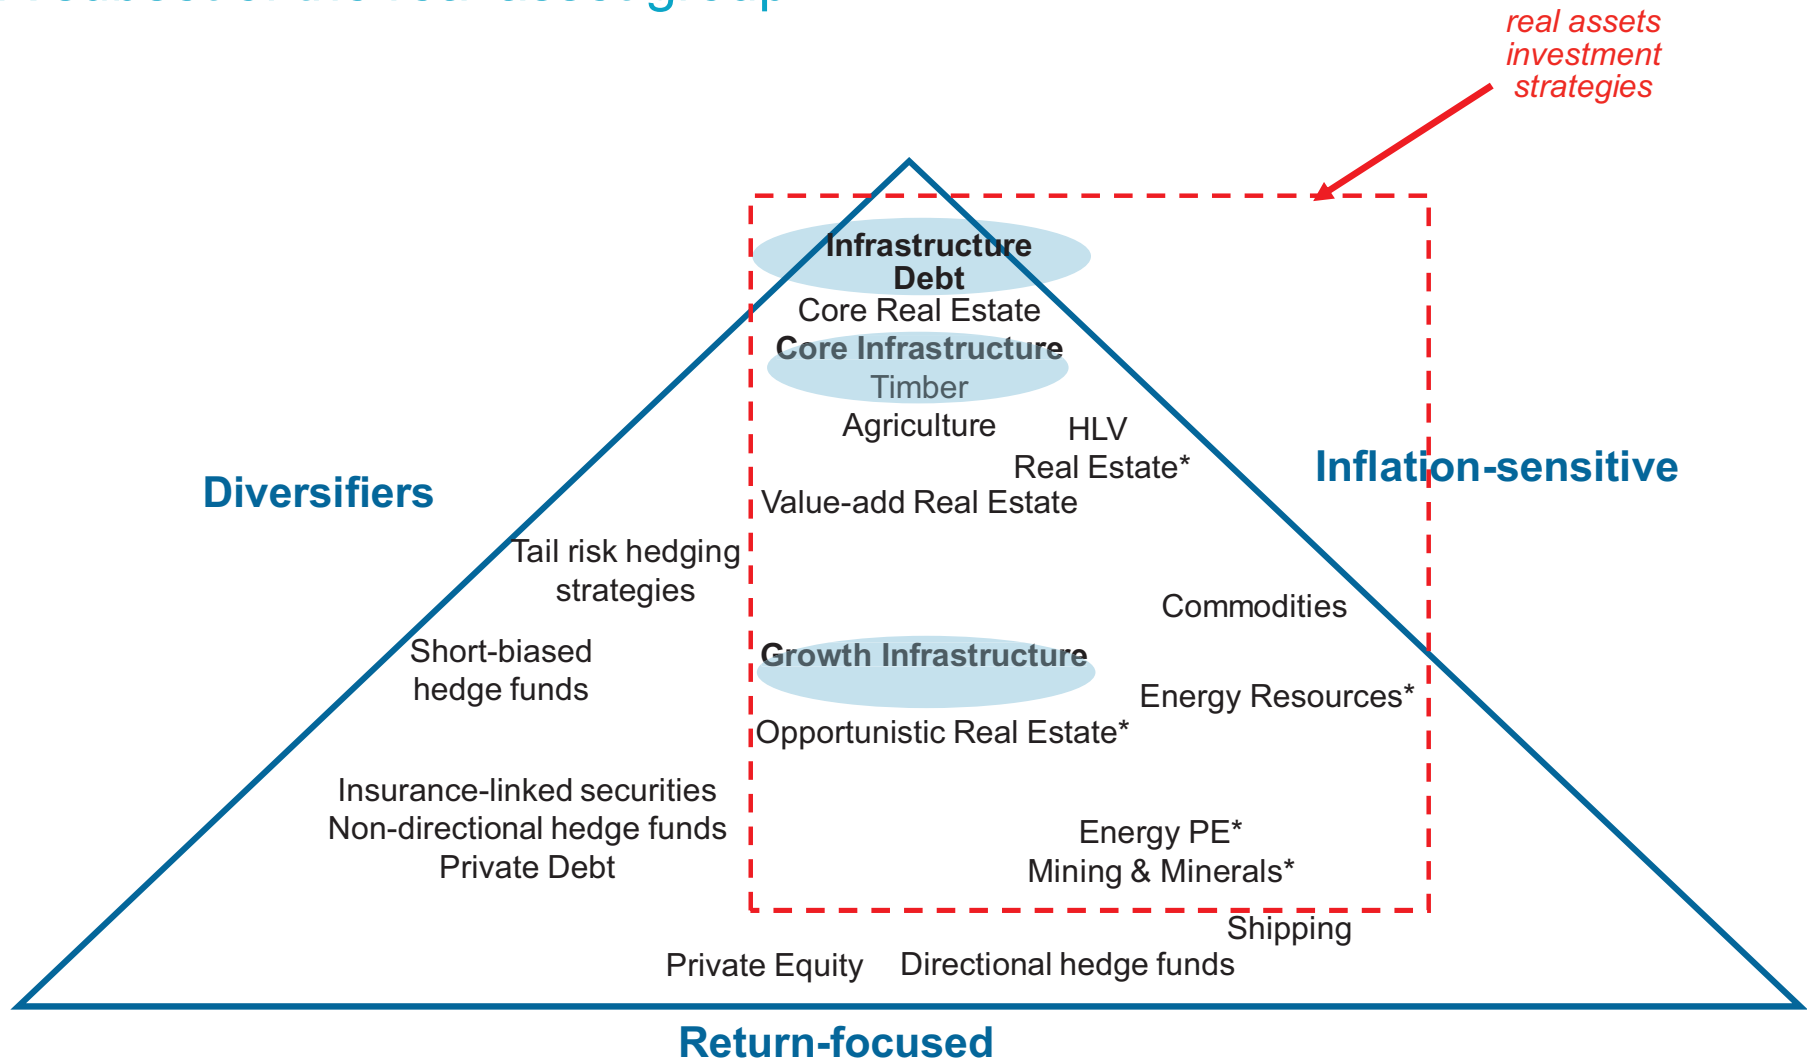 real assets
investment
strategies
Infrastructure
Debt
Core Real Estate
Core Infrastructure
Timber
Agriculture
HLV
Real Estate*
Inflation-sensitive
Diversifiers
Value-add Real Estate
Tail risk hedging
strategies
Commodities
Short-biased
hedge funds
Growth Infrastructure
Energy Resources*
Opportunistic Real Estate*
Insurance-linked securities
Non-directional hedge funds
Private Debt
Energy PE*
Mining & Minerals*
Shipping
Private Equity
Directional hedge funds
Return-focused